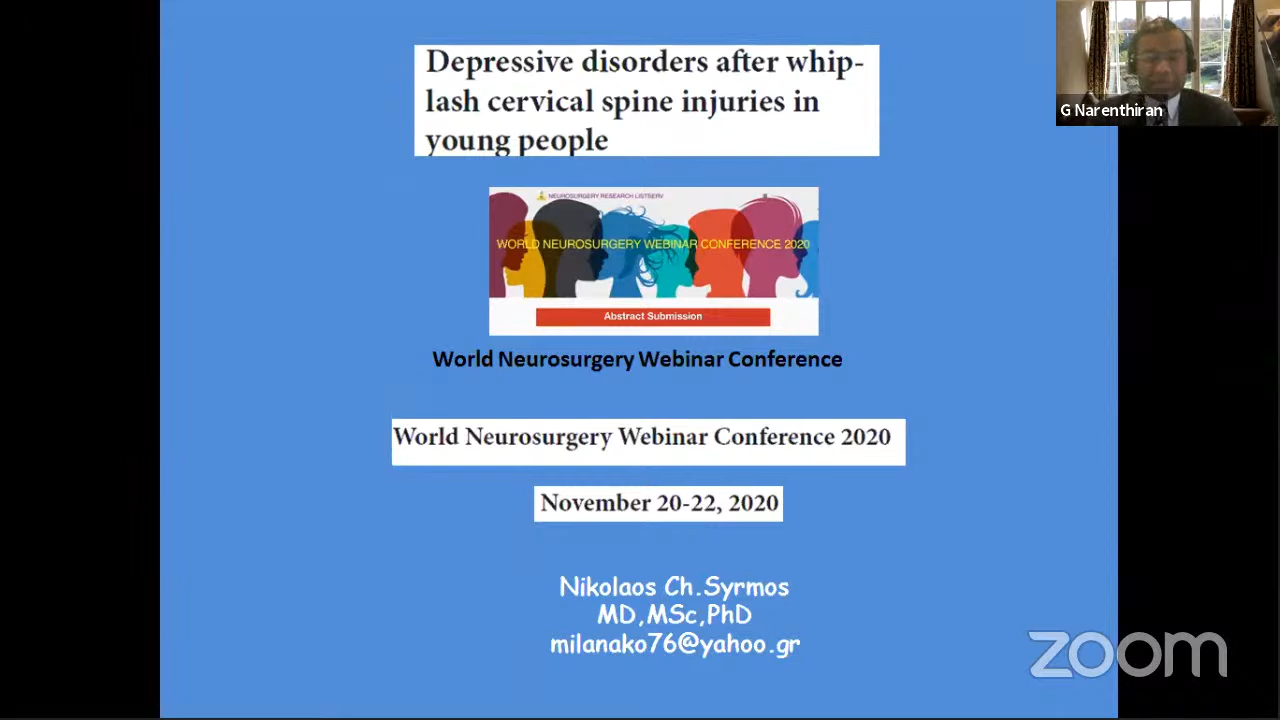 Depressive disorders after whip-
lash cervical spine injuries in
young people
G Narenthiran
NEUROSURGERY RESEARCH LISTSERV
WORLD NEUROSURGERY WEBINAR CONFERENCE 2020
Abstract Submission
World Neurosurgery Webinar Conference
World Neurosurgery Webinar Conference 2020
November 20-22, 2020
Nikolaos Ch.Syrmos
MD,MSc,PhD
milanako76@yahoo.gr
zoom